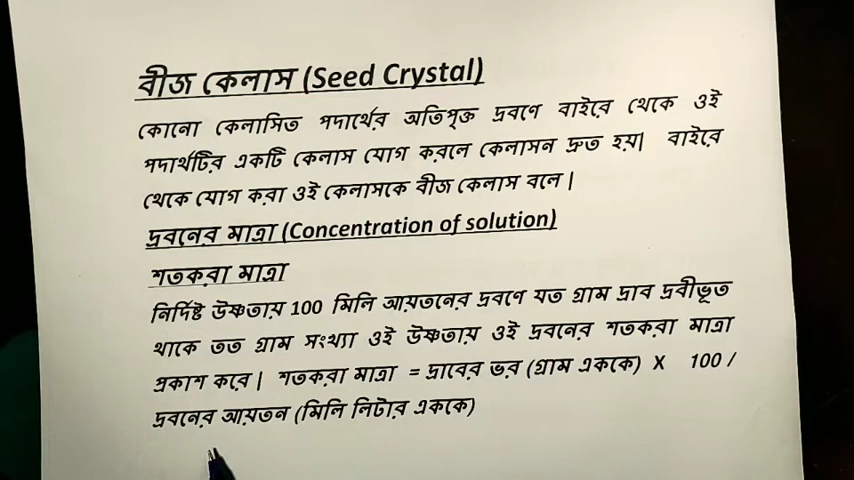 বীজ কেলাস (Seed Crystal)
কোনো কেলাসিত পদার্থের অতিপৃক্ত দ্রবণে বাইরে থেকে ওই
পদার্থটির একটি কেলাস যোগ করলে কেলাসন দ্রুত হয়| বাইরে
থেকে যোগ করা ওই কেলাসকে বীজ কেলাস বলে |
দ্রবনের মাত্রা (Concentration of solution)
শতকরা মাত্রা
নির্দিষ্ট উষ্ণতায় 100 মিলি আয়তনের দ্রবণে যত গ্রাম দ্রাব দ্রবীভূত
থাকে তত গ্রাম সংখ্যা ওই উষ্ণতায় ওই দ্রবনের শতকরা মাত্রা
প্রকাশ করে | শতকরা মাত্রা = দ্রাবের ভর (গ্রাম এককে) X 100 /
দ্রবনের আয়তন (মিলি লিটার এককে)